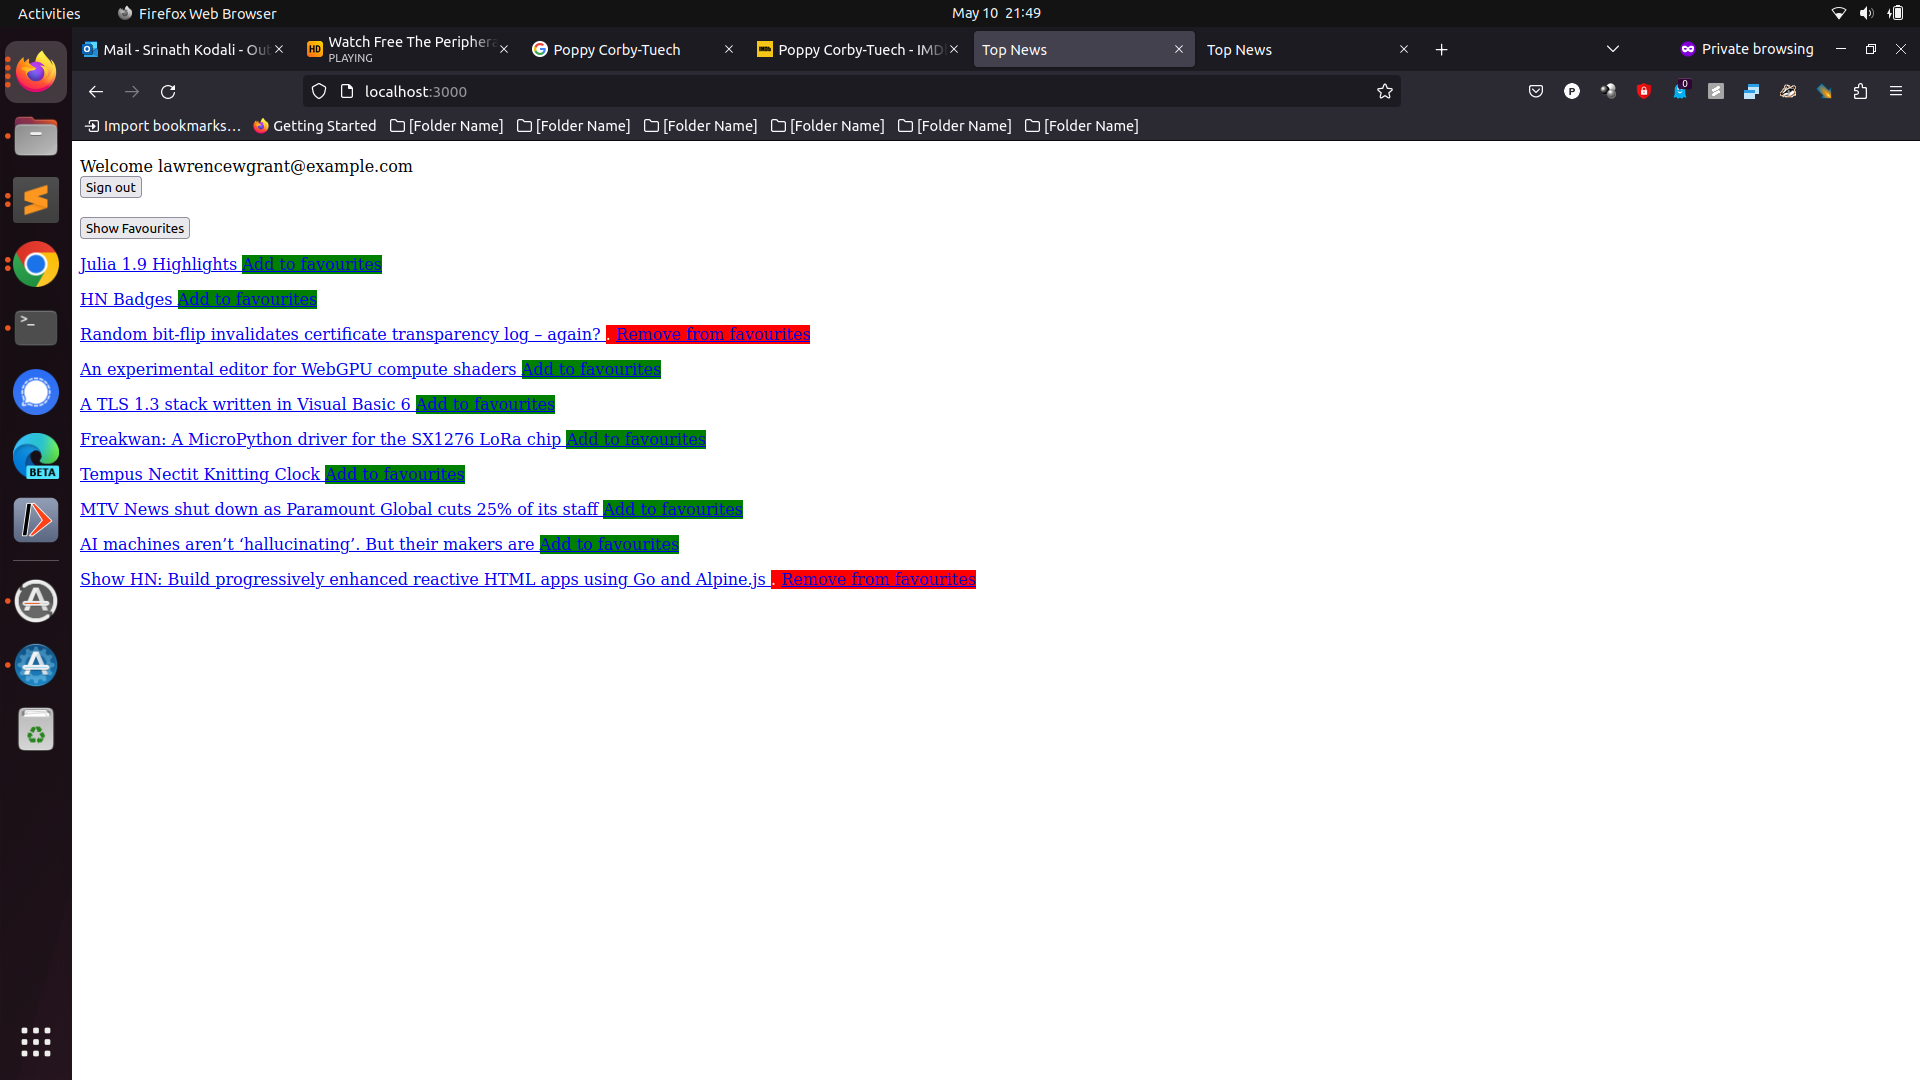 Activities Firefox Web Browser May 10 21:49
Mail - Srinath Kodali - Out Watch Free The Periphera Poppy Corby-Tuech Poppy Corby-Tuech - IMD Top News Top News Private browsing
PLAYING
localhost:3000
Import bookmarks... Getting Started [Folder Name] [Folder Name] [Folder Name] [Folder Name] [Folder Name] [Folder Name]
Welcome lawrencewgrant@example.com
Sign out
Show Favourites
Julia 1.9 Highlights Add to favourites
HN Badges Add to favourites
Random bit-flip invalidates certificate transparency log – again? . Remove from favourites
An experimental editor for WebGPU compute shaders Add to favourites
A TLS 1.3 stack written in Visual Basic 6 Add to favourites
Freakwan: A MicroPython driver for the SX1276 LoRa chip Add to favourites
Tempus Nectit Knitting Clock Add to favourites
MTV News shut down as Paramount Global cuts 25% of its staff Add to favourites
AI machines aren’t ‘hallucinating’. But their makers are Add to favourites
Show HN: Build progressively enhanced reactive HTML apps using Go and Alpine.js . Remove from favourites
BETA